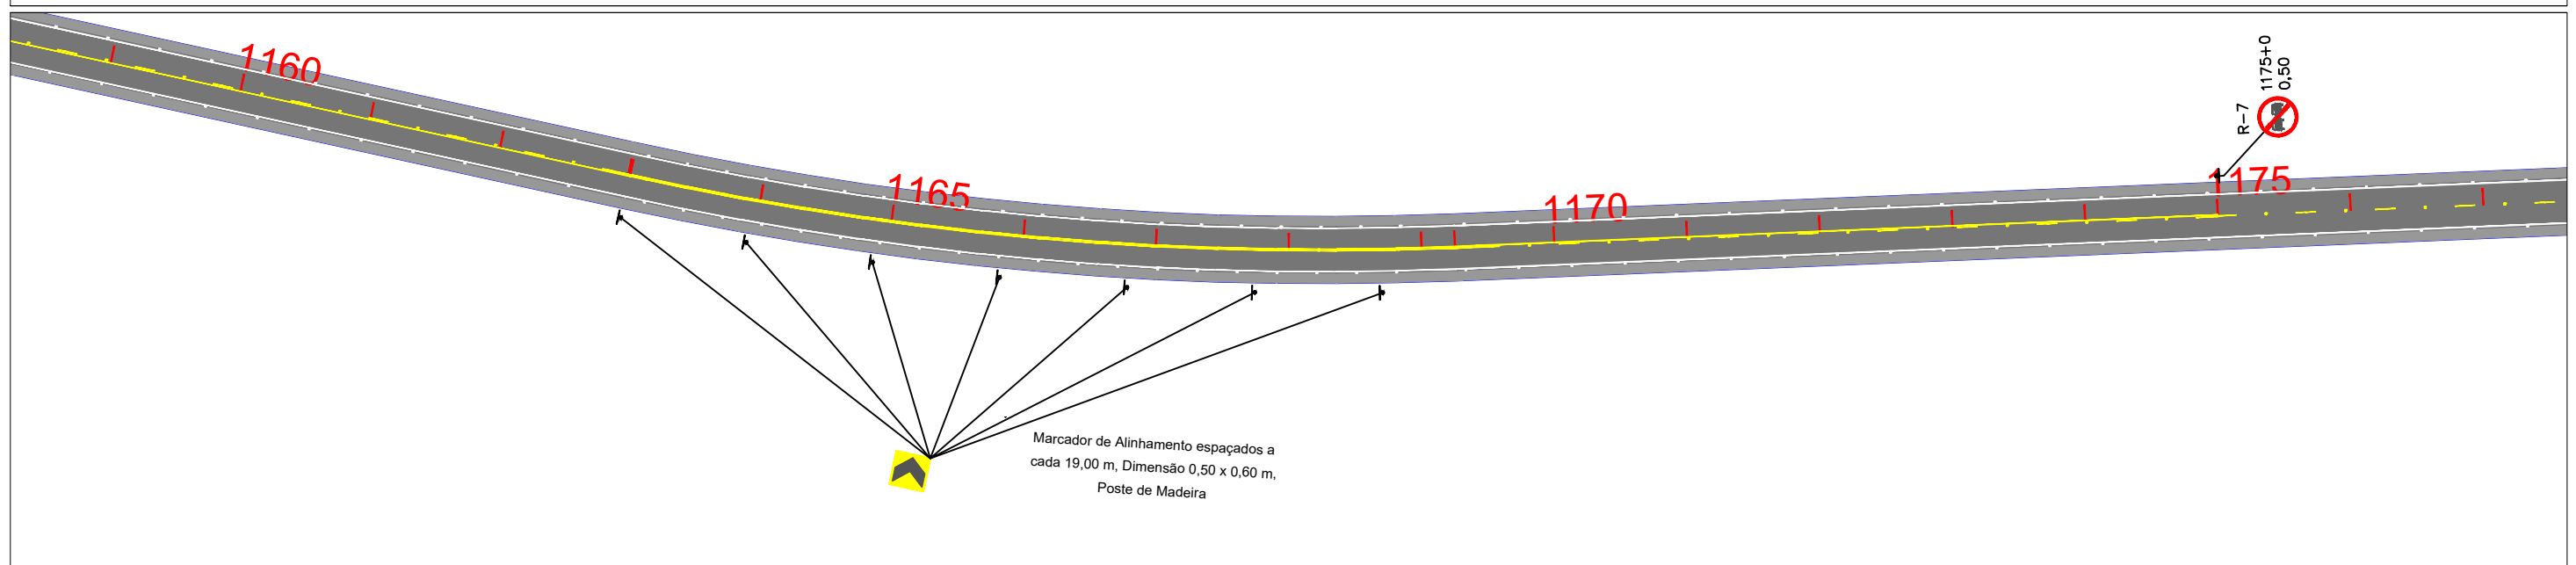 1160
1165
1170
1175
R-7
1175+0
0,50
Marcador de Alinhamento espaçados a
cada 19,00 m, Dimensão 0,50 x 0,60 m,
Poste de Madeira